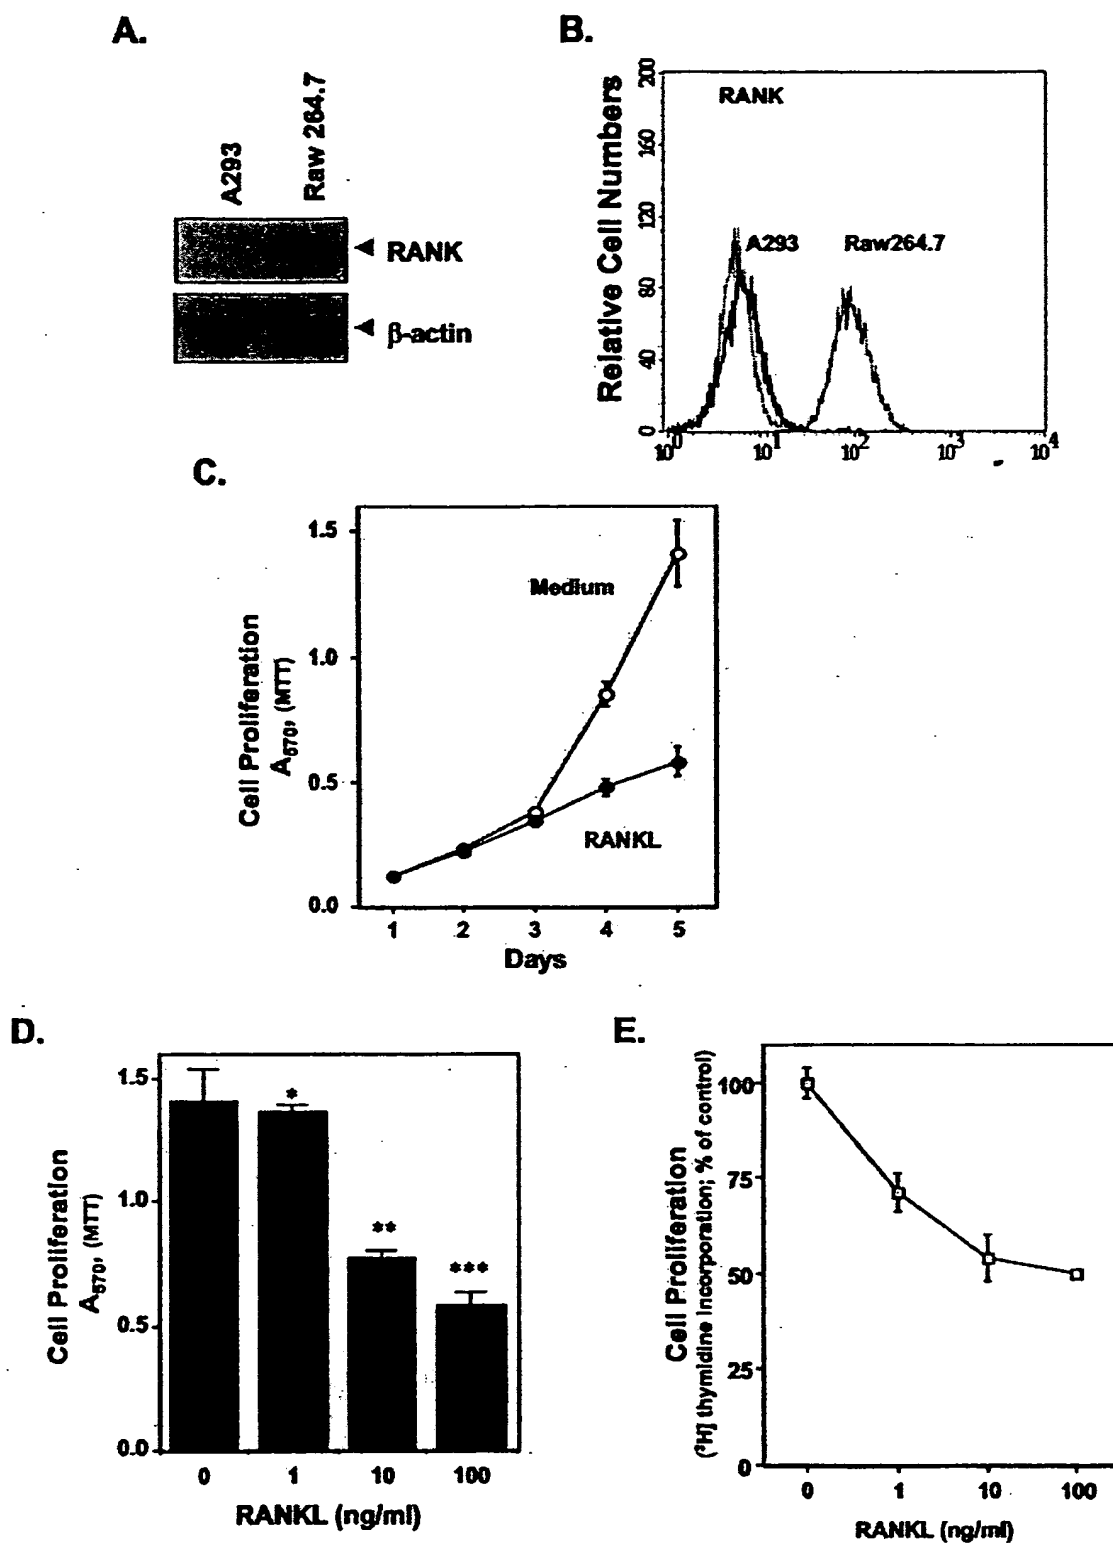 A.
A293
Raw 264.7
RANK
β-actin
B.
Relative Cell Numbers
200
160
120
80
40
0
RANK
A293
Raw264.7
10⁰
10¹
10²
10³
10⁴
C.
Cell Proliferation
A₅₇₀, (MTT)
1.5
1.0
0.5
0.0
Medium
RANKL
1
2
3
4
5
Days
D.
Cell Proliferation
A₅₇₀, (MTT)
1.5
1.0
0.5
0.0
*
**
***
0
1
10
100
RANKL (ng/ml)
E.
Cell Proliferation
(³H] thymidine incorporation; % of control)
100
75
50
25
0
0
1
10
100
RANKL (ng/ml)